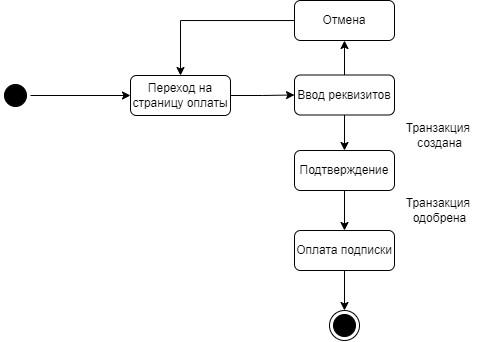 Отмена
Переход на
страницу оплаты
Ввод реквизитов
Транзакция
создана
Подтверждение
Транзакция
одобрена
Оплата подписки